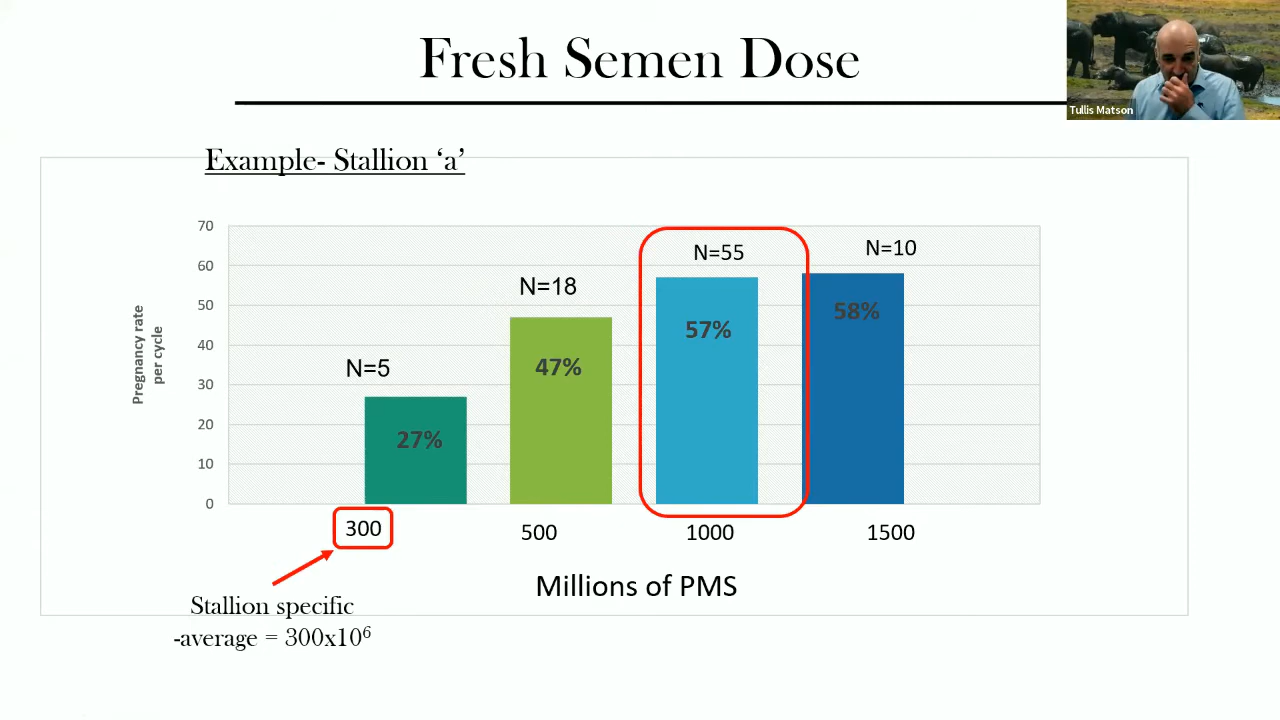 Fresh Semen Dose
Tullis Matson
Example- Stallion ‘a’
70
60
50
40
30
20
10
0
Pregnancy rate
per cycle
N=5
N=18
N=55
N=10
27%
47%
57%
58%
300
500
1000
1500
Millions of PMS
Stallion specific
-average = 300x10⁶